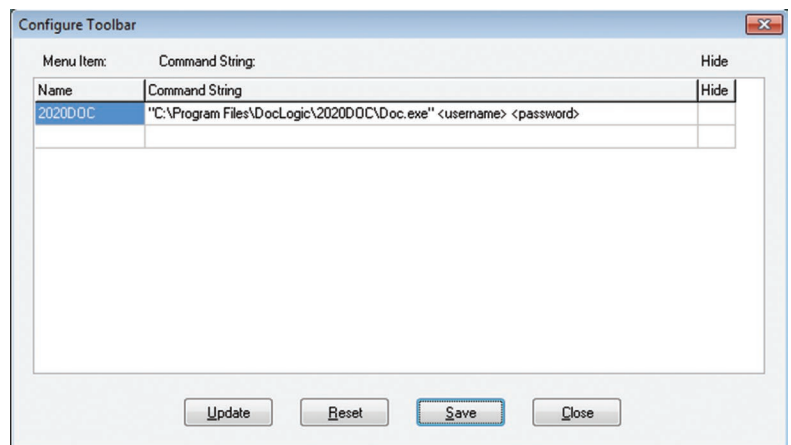 Configure Toolbar
Menu Item: Command String: Hide
Name Command String Hide
2020DOC "C:\Program Files\DocLogic\2020DOC\Doc.exe" <username> <password>
Update Reset Save Close